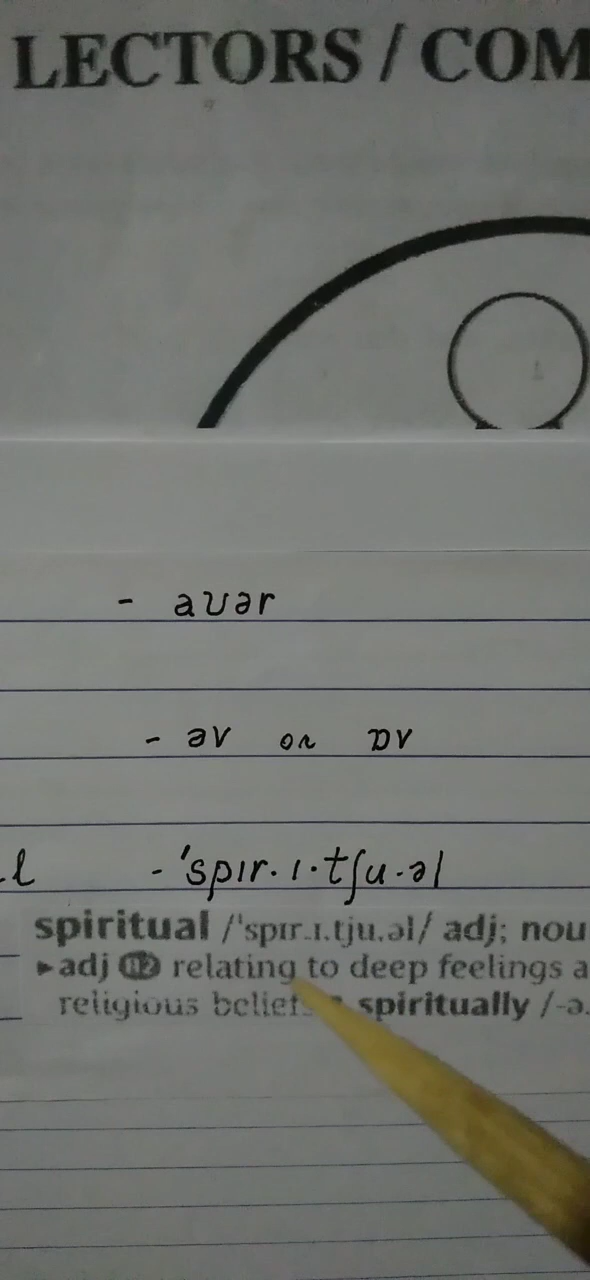 LECTORS / COM
- aʊər
- əv or ɒv
l - ˈspɪr.ɪ.tʃu.əl
spiritual /ˈspɪr.ɪ.tju.əl/ adj; nou
▸adj relating to deep feelings a
religious beliefs spiritually /-ə.